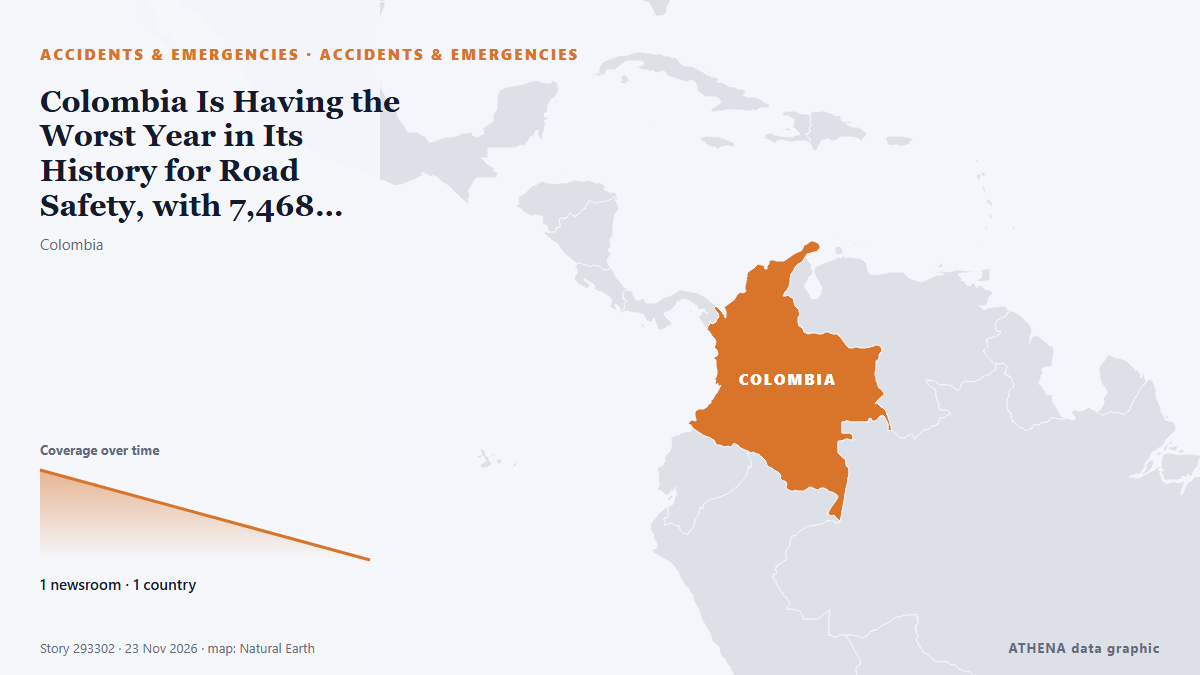 ACCIDENTS & EMERGENCIES · ACCIDENTS & EMERGENCIES
Colombia Is Having the
Worst Year in Its
History for Road
Safety, with 7,468...
Colombia
COLOMBIA
Coverage over time
1 newsroom · 1 country
Story 293302 · 23 Nov 2026 · map: Natural Earth
ATHENA data graphic